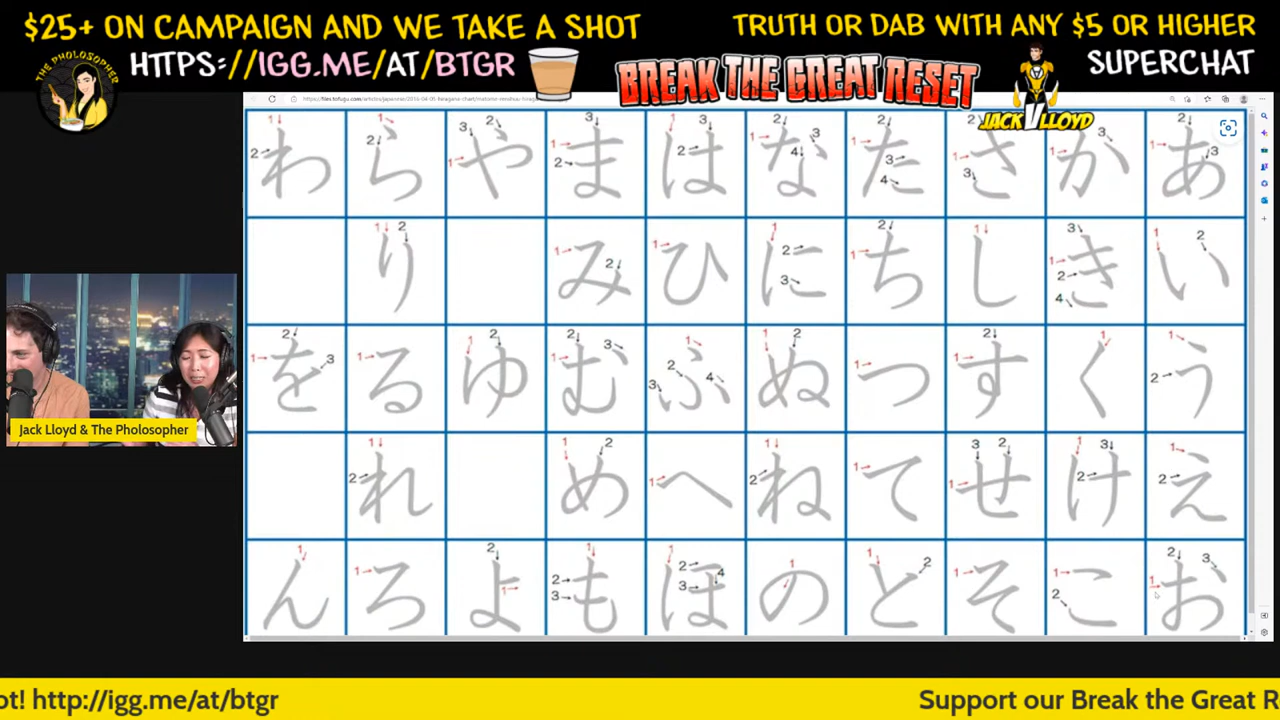 $25+ ON CAMPAIGN AND WE TAKE A SHOT
HTTPS://IGG.ME/AT/BTGR
THE PHOLOSOPHER
BREAK THE GREAT RESET
JACK LLOYD
TRUTH OR DAB WITH ANY $5 OR HIGHER
SUPERCHAT
わ ら や ま は な た さ か あ
り み ひ に ち し き い
を る ゆ む ふ ぬ つ す く う
れ め へ ね て せ け え
ん ろ よ も ほ の と そ こ お
Jack Lloyd & The Pholosopher
ot! http://igg.me/at/btgr
Support our Break the Great R